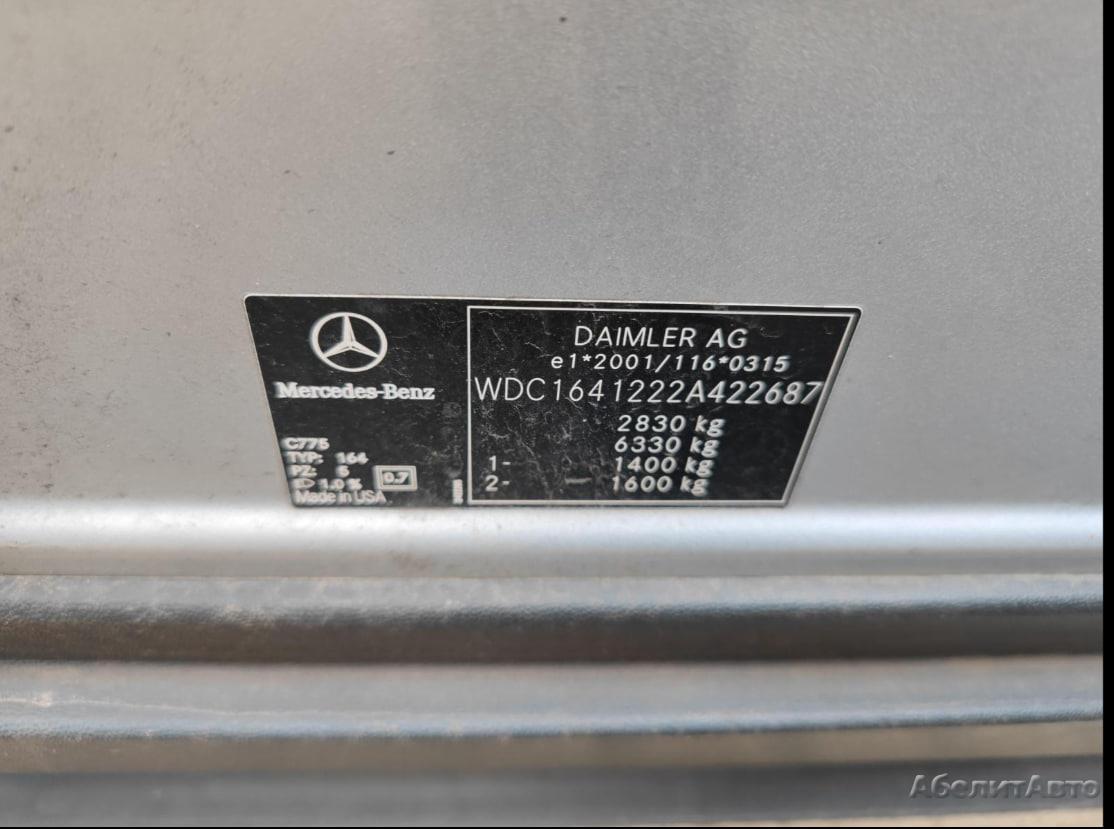 Mercedes-Benz
C775
TYP: 164
PZ: 5
1.0 %
0.7
Made in USA
DAIMLER AG
e1*2001/116*0315
WDC1641222A422687
2830 kg
6330 kg
1- 1400 kg
2- 1600 kg
АбелитАвто